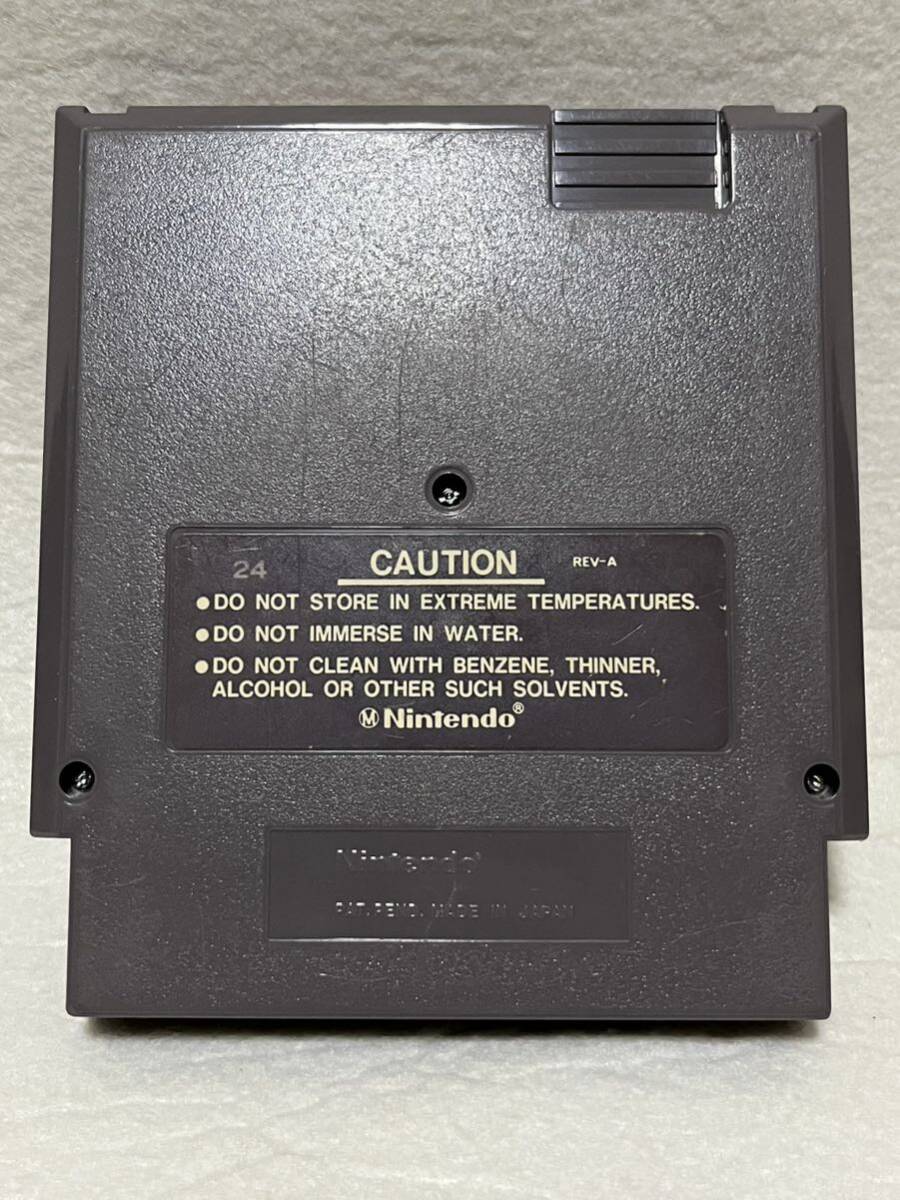 24
CAUTION
REV-A
●DO NOT STORE IN EXTREME TEMPERATURES.
●DO NOT IMMERSE IN WATER.
●DO NOT CLEAN WITH BENZENE, THINNER,
ALCOHOL OR OTHER SUCH SOLVENTS.
Ⓜ Nintendo®
Nintendo®
PAT. PEND. MADE IN JAPAN